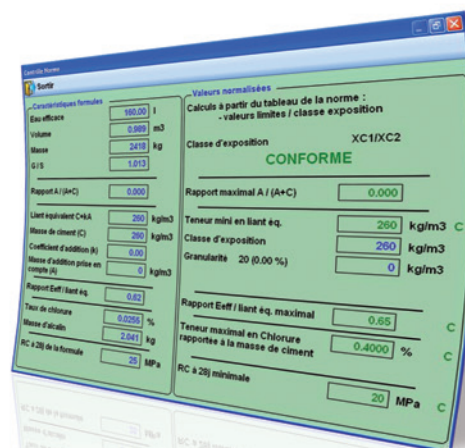 Contrôle Norme
Sortir
Caractéristiques formules
Eau efficace 160.00 l
Volume 0.989 m3
Masse 2418 kg
G / S 1.013
Rapport A / (A+C) 0.000
Liant équivalent C+kA 260 kg/m3
Masse de ciment (C) 260 kg/m3
Coefficient d'addition (k) 0.00
Masse d'addition prise en
compte (A) 0 kg/m3
Rapport Eeff / liant éq. 0.62
Taux de chlorure 0.0255 %
Masse d'alcalin 2.041 kg
RC à 28j de la formule 25 MPa
Valeurs normalisées
Calculs à partir du tableau de la norme :
- valeurs limites / classe exposition
Classe d'exposition XC1/XC2
CONFORME
Rapport maximal A / (A+C) 0.000
Teneur mini en liant éq. 260 kg/m3 C
Classe d'exposition 260 kg/m3
Granularité 20 (0.00 %) 0 kg/m3
Rapport Eeff / liant éq. maximal 0.65 C
Teneur maximal en Chlorure
rapportée à la masse de ciment 0.4000 % C
RC à 28j minimale 20 MPa C